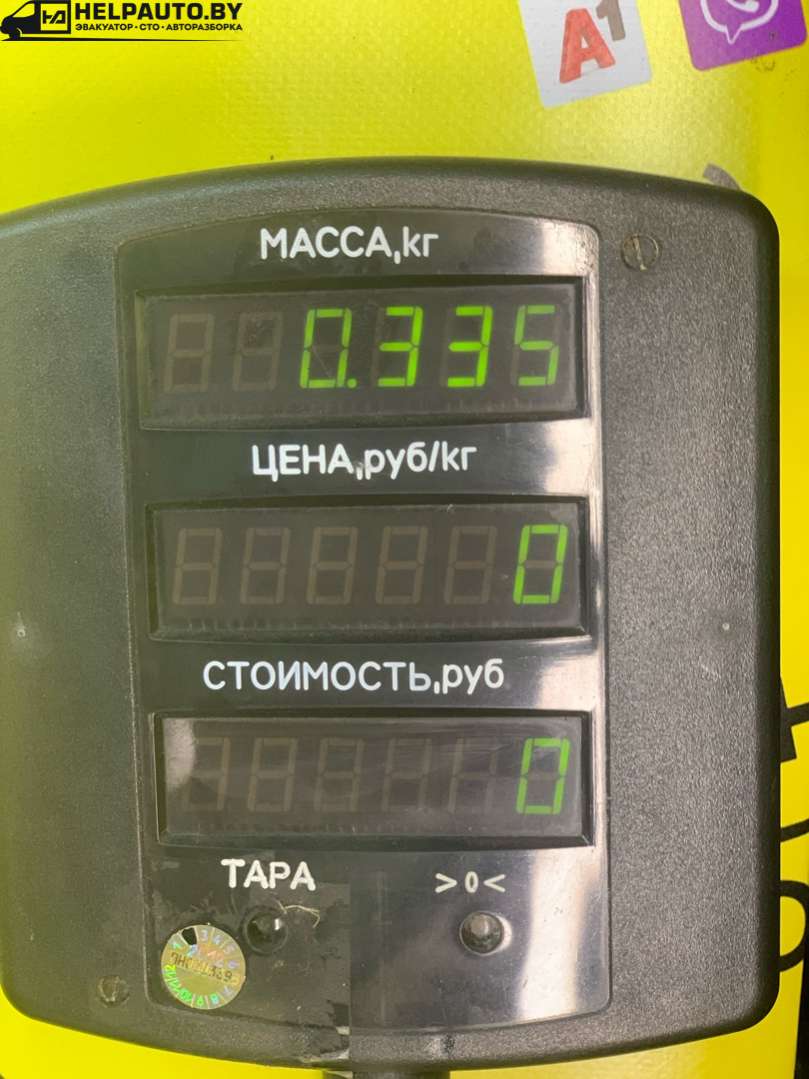 HELPAUTO.BY
ЭВАКУАТОР • СТО • АВТОРАЗБОРКА
A1
МАССА,кг
0.335
ЦЕНА,руб/кг
0
СТОИМОСТЬ,руб
0
ТАРА >0<